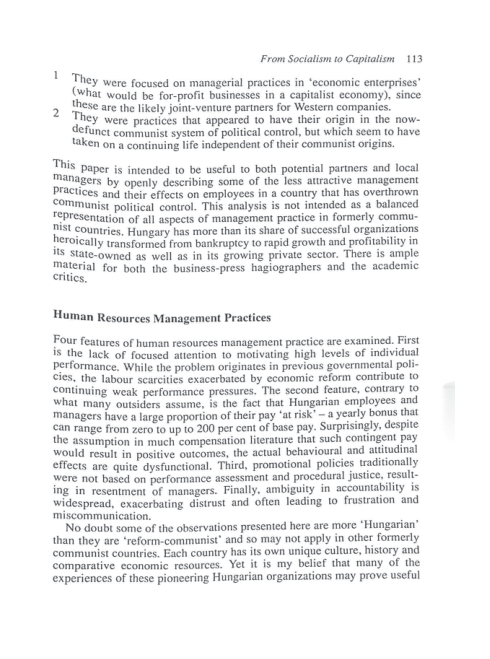 From Socialism to Capitalism 113
1 They were focused on managerial practices in 'economic enterprises'
(what would be for-profit businesses in a capitalist economy), since
these are the likely joint-venture partners for Western companies.
2 They were practices that appeared to have their origin in the now-
defunct communist system of political control, but which seem to have
taken on a continuing life independent of their communist origins.
This paper is intended to be useful to both potential partners and local
managers by openly describing some of the less attractive management
practices and their effects on employees in a country that has overthrown
communist political control. This analysis is not intended as a balanced
representation of all aspects of management practice in formerly commu-
nist countries. Hungary has more than its share of successful organizations
heroically transformed from bankruptcy to rapid growth and profitability in
its state-owned as well as in its growing private sector. There is ample
material for both the business-press hagiographers and the academic
critics.
Human Resources Management Practices
Four features of human resources management practice are examined. First
is the lack of focused attention to motivating high levels of individual
performance. While the problem originates in previous governmental poli-
cies, the labour scarcities exacerbated by economic reform contribute to
continuing weak performance pressures. The second feature, contrary to
what many outsiders assume, is the fact that Hungarian employees and
managers have a large proportion of their pay 'at risk' – a yearly bonus that
can range from zero to up to 200 per cent of base pay. Surprisingly, despite
the assumption in much compensation literature that such contingent pay
would result in positive outcomes, the actual behavioural and attitudinal
effects are quite dysfunctional. Third, promotional policies traditionally
were not based on performance assessment and procedural justice, result-
ing in resentment of managers. Finally, ambiguity in accountability is
widespread, exacerbating distrust and often leading to frustration and
miscommunication.
No doubt some of the observations presented here are more 'Hungarian'
than they are 'reform-communist' and so may not apply in other formerly
communist countries. Each country has its own unique culture, history and
comparative economic resources. Yet it is my belief that many of the
experiences of these pioneering Hungarian organizations may prove useful